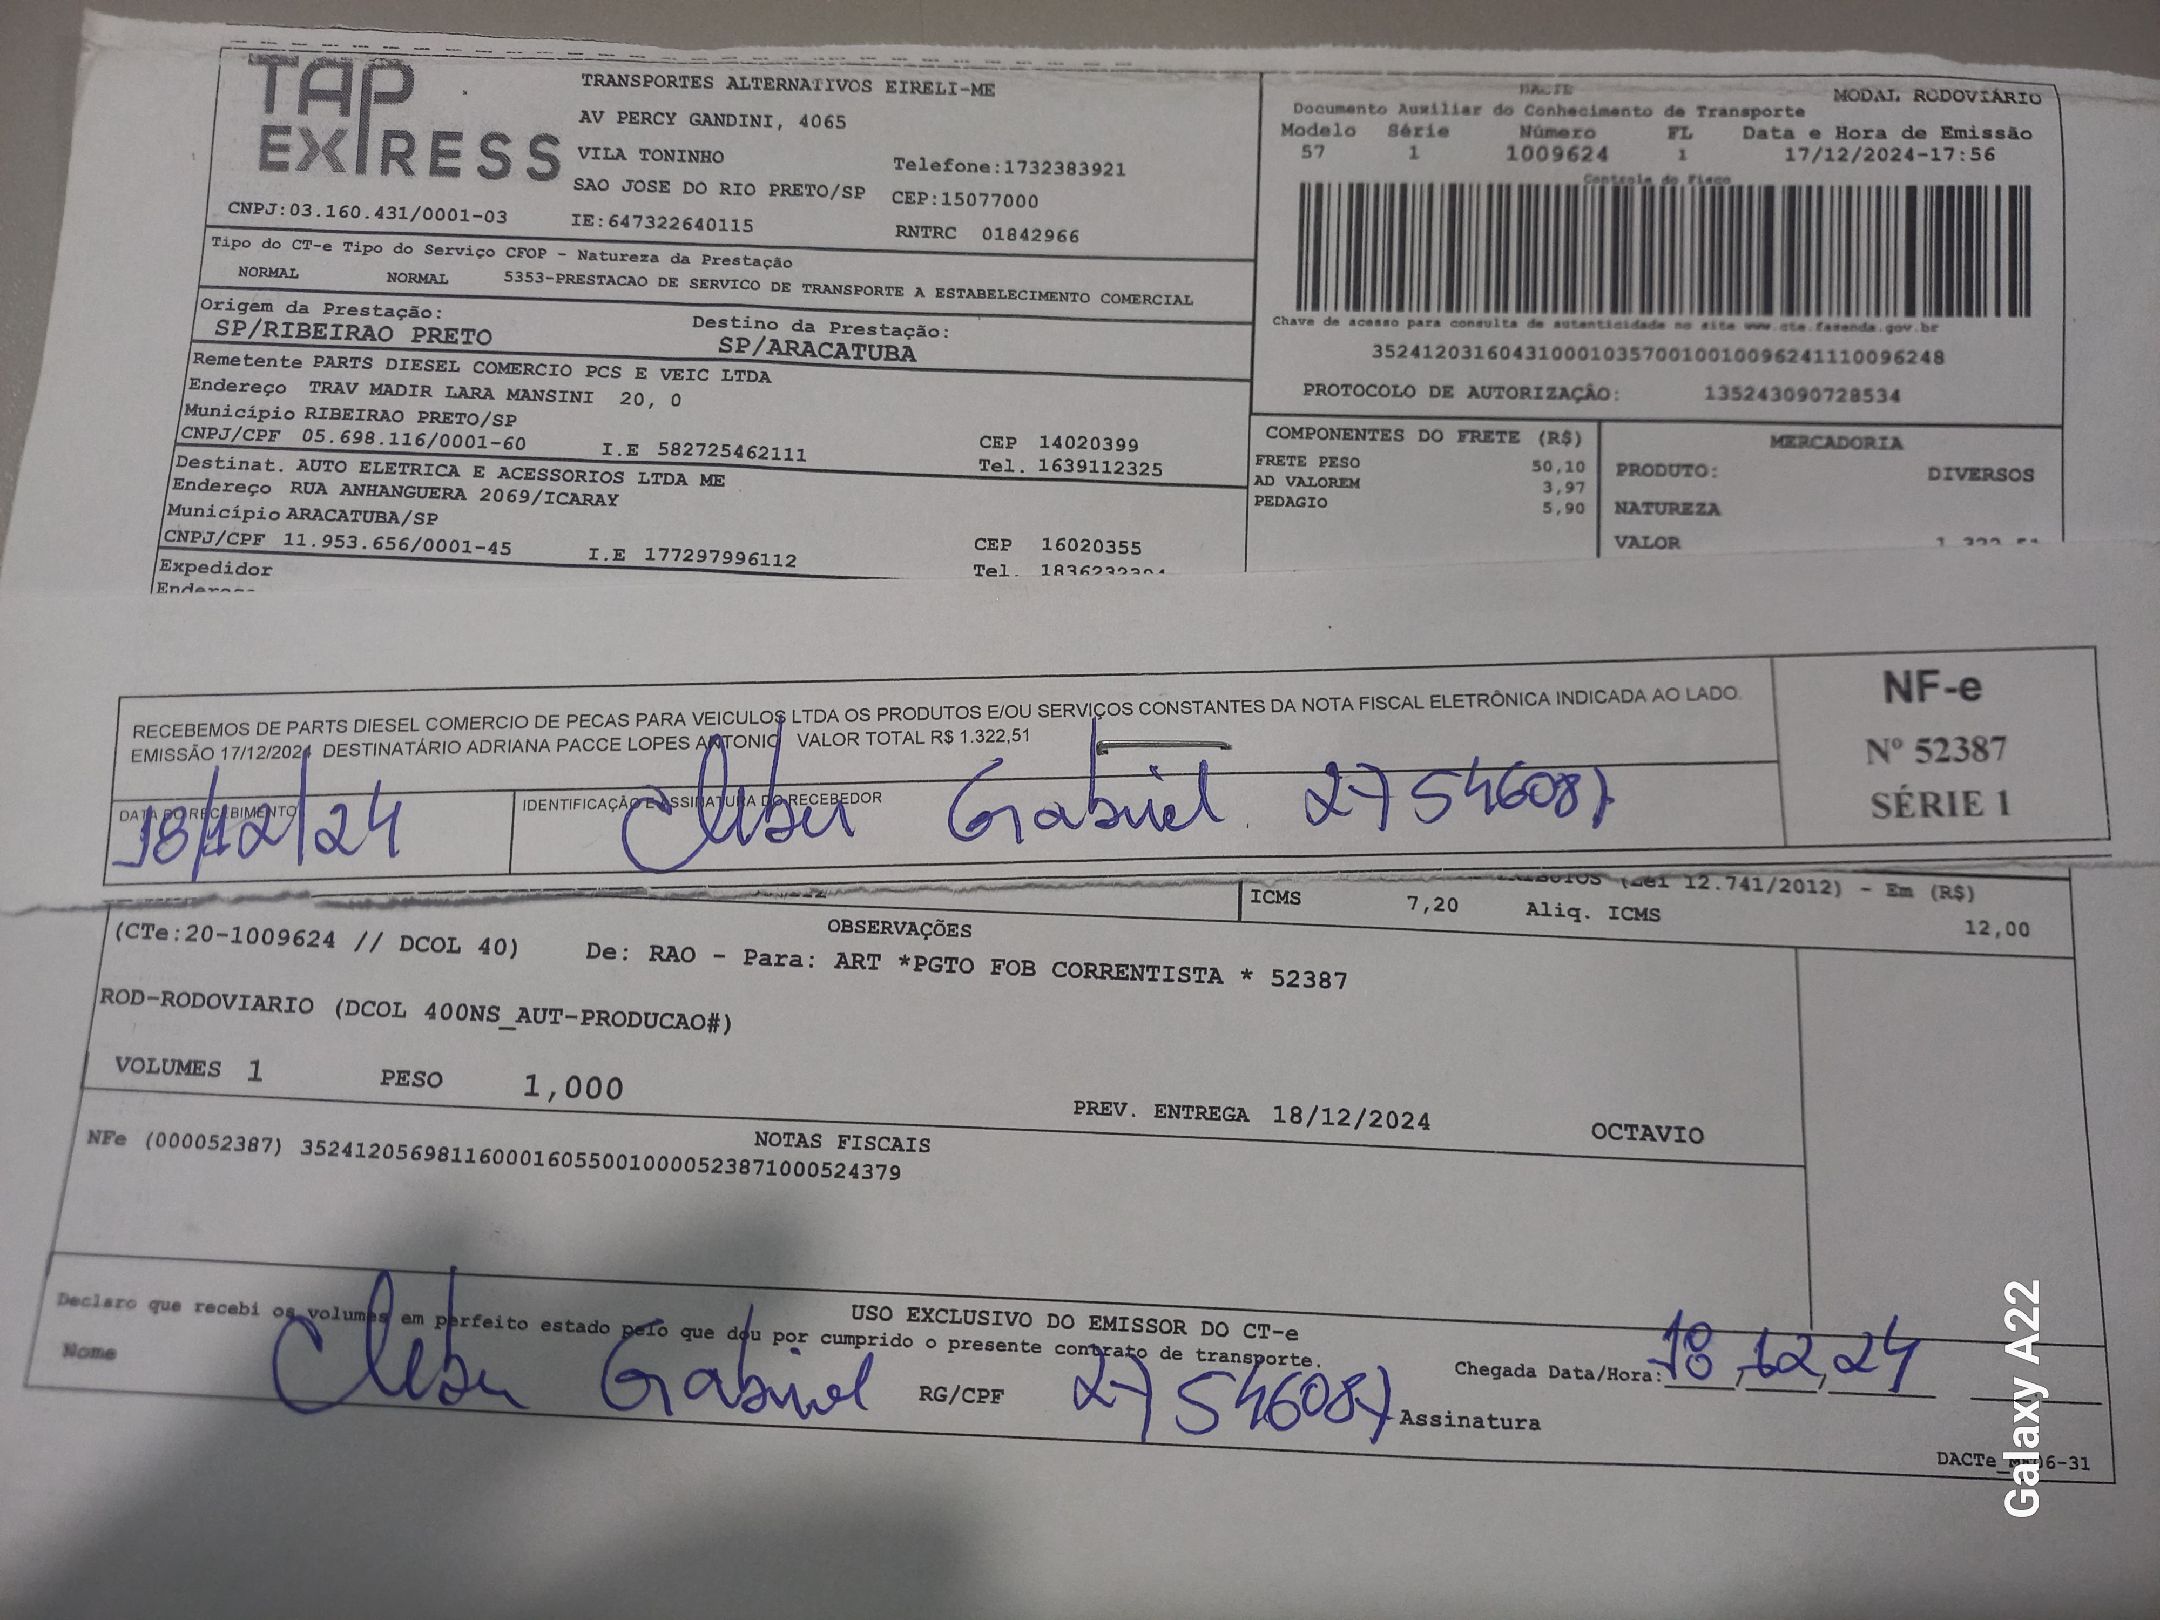 TAP EXPRESS
TRANSPORTES ALTERNATIVOS EIRELI-ME
AV PERCY GANDINI, 4065
VILA TONINHO
Telefone:1732383921
SAO JOSE DO RIO PRETO/SP CEP:15077000
CNPJ:03.160.431/0001-03 IE:647322640115 RNTRC 01842966
DACTE MODAL RODOVIÁRIO
Documento Auxiliar do Conhecimento de Transporte
Modelo Série Número FL Data e Hora de Emissão
57 1 1009624 1 17/12/2024-17:56
Controle do Fisco
Chave de acesso para consulta de autenticidade no site www.cte.fazenda.gov.br
35241203160431000103570010010096241110096248
PROTOCOLO DE AUTORIZAÇÃO: 135243090728534
Tipo do CT-e Tipo do Serviço CFOP - Natureza da Prestação
NORMAL NORMAL 5353-PRESTACAO DE SERVICO DE TRANSPORTE A ESTABELECIMENTO COMERCIAL
Origem da Prestação: Destino da Prestação:
SP/RIBEIRAO PRETO SP/ARACATUBA
Remetente PARTS DIESEL COMERCIO PCS E VEIC LTDA
Endereço TRAV MADIR LARA MANSINI 20, 0
Município RIBEIRAO PRETO/SP CEP 14020399
CNPJ/CPF 05.698.116/0001-60 I.E 582725462111 Tel. 1639112325
Destinat. AUTO ELETRICA E ACESSORIOS LTDA ME
Endereço RUA ANHANGUERA 2069/ICARAY
Município ARACATUBA/SP CEP 16020355
CNPJ/CPF 11.953.656/0001-45 I.E 177297996112 Tel.
Expedidor
COMPONENTES DO FRETE (R$)
FRETE PESO 50,10
AD VALOREM 3,97
PEDAGIO 5,90
MERCADORIA
PRODUTO: DIVERSOS
NATUREZA
VALOR
RECEBEMOS DE PARTS DIESEL COMERCIO DE PECAS PARA VEICULOS LTDA OS PRODUTOS E/OU SERVIÇOS CONSTANTES DA NOTA FISCAL ELETRÔNICA INDICADA AO LADO.
EMISSÃO 17/12/2024 DESTINATÁRIO ADRIANA PACCE LOPES ANTONIO VALOR TOTAL R$ 1.322,51
NF-e
Nº 52387
SÉRIE 1
DATA DO RECEBIMENTO IDENTIFICAÇÃO E ASSINATURA DO RECEBEDOR
18/12/24 Cleber Gabriel 27546087
(Lei 12.741/2012) - Em (R$)
ICMS 7,20 Aliq. ICMS 12,00
OBSERVAÇÕES
(CTe:20-1009624 // DCOL 40) De: RAO - Para: ART *PGTO FOB CORRENTISTA * 52387
ROD-RODOVIARIO (DCOL 400NS_AUT-PRODUCAO#)
VOLUMES 1 PESO 1,000 PREV. ENTREGA 18/12/2024 OCTAVIO
NOTAS FISCAIS
NFe (000052387) 35241205698116000160550010000523871000524379
USO EXCLUSIVO DO EMISSOR DO CT-e
Declaro que recebi os volumes em perfeito estado pelo que dou por cumprido o presente contrato de transporte.
Nome Cleber Gabriel RG/CPF 27546087 Assinatura
Chegada Data/Hora: 18,12,24
Galaxy A22